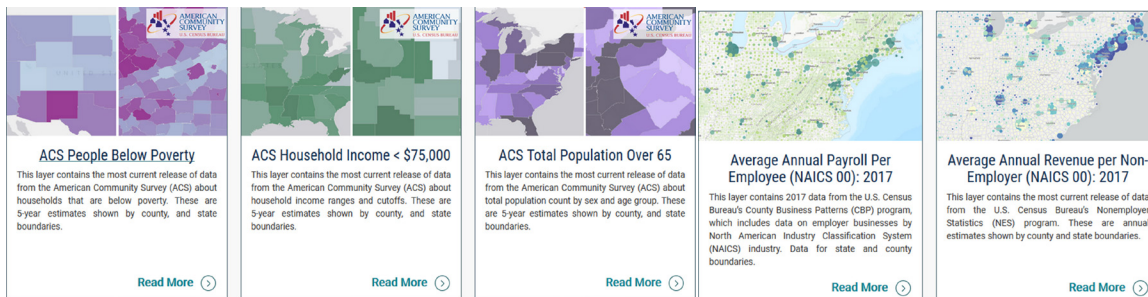 AMERICAN
COMMUNITY
SURVEY
U.S. CENSUS BUREAU
ACS People Below Poverty
This layer contains the most current release of data
from the American Community Survey (ACS) about
households that are below poverty. These are
5-year estimates shown by county, and state
boundaries.
Read More
AMERICAN
COMMUNITY
SURVEY
U.S. CENSUS BUREAU
ACS Household Income < $75,000
This layer contains the most current release of data
from the American Community Survey (ACS) about
household income ranges and cutoffs. These are
5-year estimates shown by county, and state
boundaries.
Read More
AMERICAN
COMMUNITY
SURVEY
U.S. CENSUS BUREAU
ACS Total Population Over 65
This layer contains the most current release of data
from the American Community Survey (ACS) about
total population count by sex and age group. These
are 5-year estimates shown by county, and state
boundaries.
Read More
Average Annual Payroll Per
Employee (NAICS 00): 2017
This layer contains 2017 data from the U.S. Census
Bureau's County Business Patterns (CBP) program,
which includes data on employer businesses by
North American Industry Classification System
(NAICS) industry. Data for state and county
boundaries.
Read More
Average Annual Revenue per Non-
Employer (NAICS 00): 2017
This layer contains the most current release of data
from the U.S. Census Bureau's Nonemployer
Statistics (NES) program. These are annual
estimates shown by county and state boundaries.
Read More